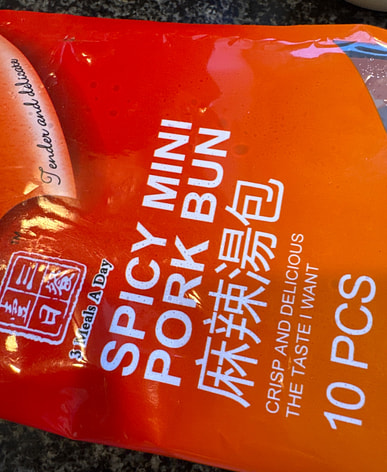 Tender and delicate
3 Meals A Day
SPICY MINI
PORK BUN
麻辣湯包
CRISP AND DELICIOUS
THE TASTE I WANT
10 PCS